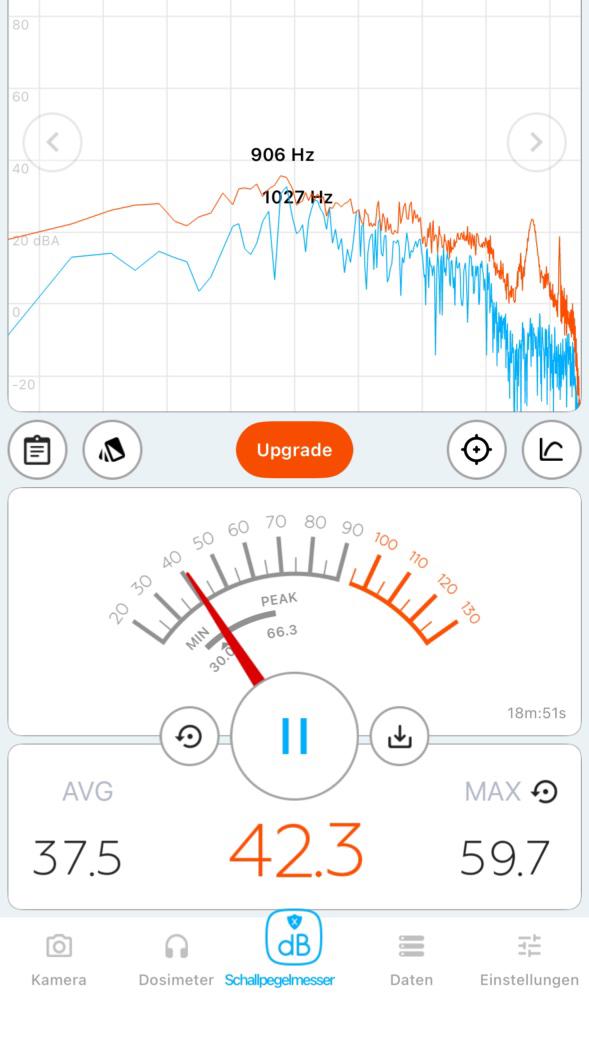 80
60
40
906 Hz
1027 Hz
20 dBA
0
-20
Upgrade
20 30 40 50 60 70 80 90 100 110 120 130
PEAK
MIN
66.3
30.0
18m:51s
AVG
MAX
37.5
42.3
59.7
dB
Kamera
Dosimeter
Schallpegelmesser
Daten
Einstellungen